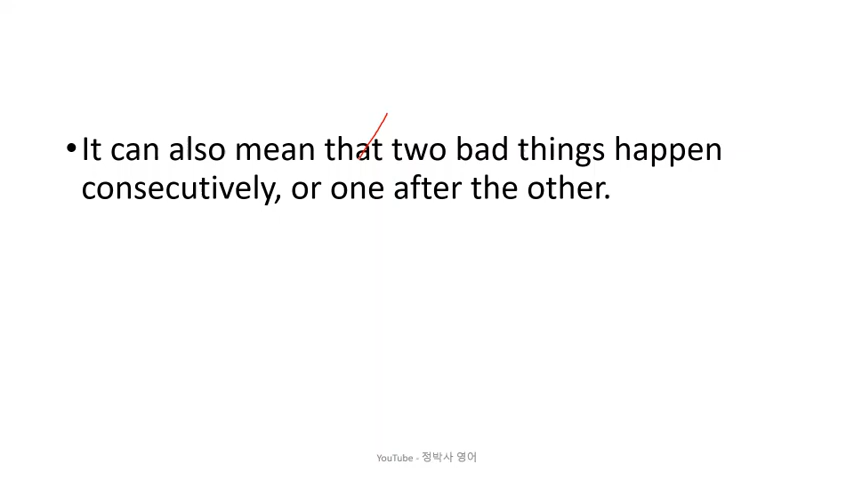 •It can also mean that two bad things happen
consecutively, or one after the other.
YouTube - 정박사 영어